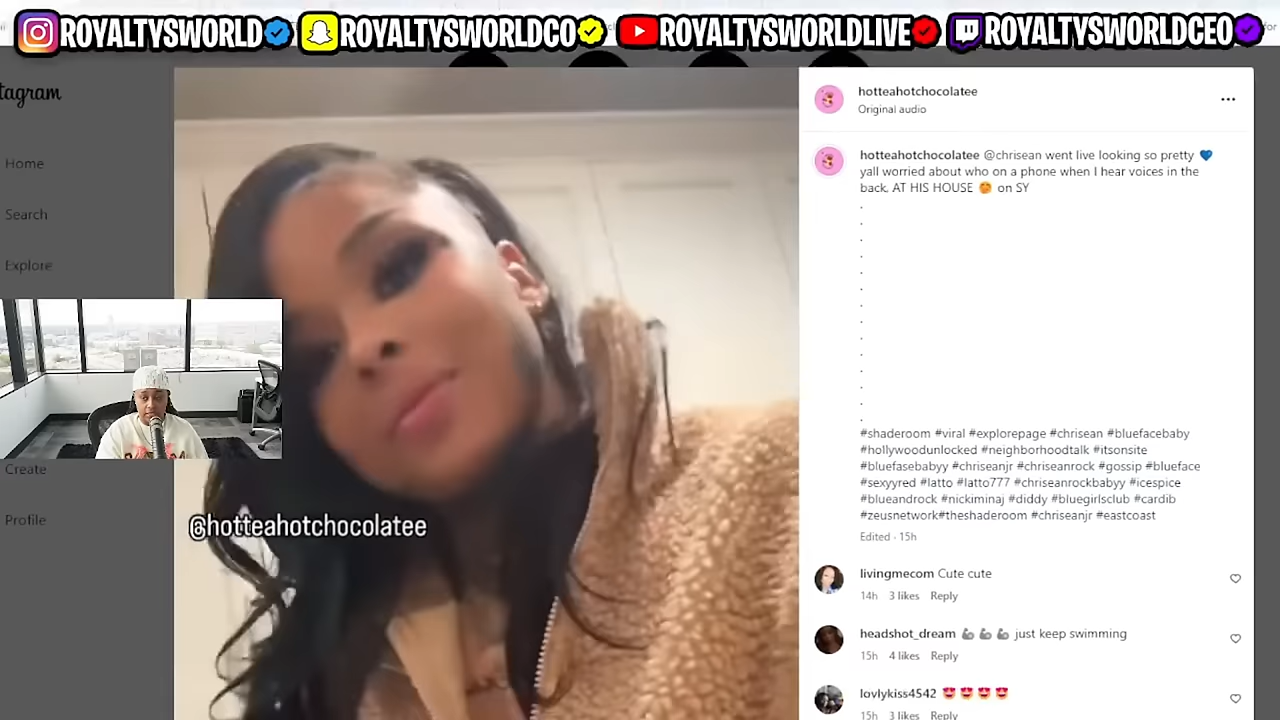 ROYALTYSWORLD ROYALTYSWORLDCO ROYALTYSWORLDLIVE ROYALTYSWORLDCEO
tagram
Home
Search
Explore
Create
Profile
@hotteahotchocolatee
hotteahotchocolatee
Original audio
hotteahotchocolatee @chrisean went live looking so pretty 💙
yall worried about who on a phone when I hear voices in the
back, AT HIS HOUSE 🥰 on SY
.
.
.
.
.
.
.
.
.
.
.
.
.
.
#shaderoom #viral #explorepage #chrisean #bluefacebaby
#hollywoodunlocked #neighborhoodtalk #itsonsite
#bluefasebabyy #chriseanjr #chriseanrock #gossip #blueface
#sexyyred #latto #latto777 #chriseanrockbabyy #icespice
#blueandrock #nickiminaj #diddy #bluegirlsclub #cardib
#zeusnetwork#theshaderoom #chriseanjr #eastcoast
Edited · 15h
livingmecom Cute cute
14h 3 likes Reply
headshot_dream 🦾 🦾 🦾 just keep swimming
15h 4 likes Reply
lovlykiss4542 😍 😍 😍 😍
15h 3 likes Reply